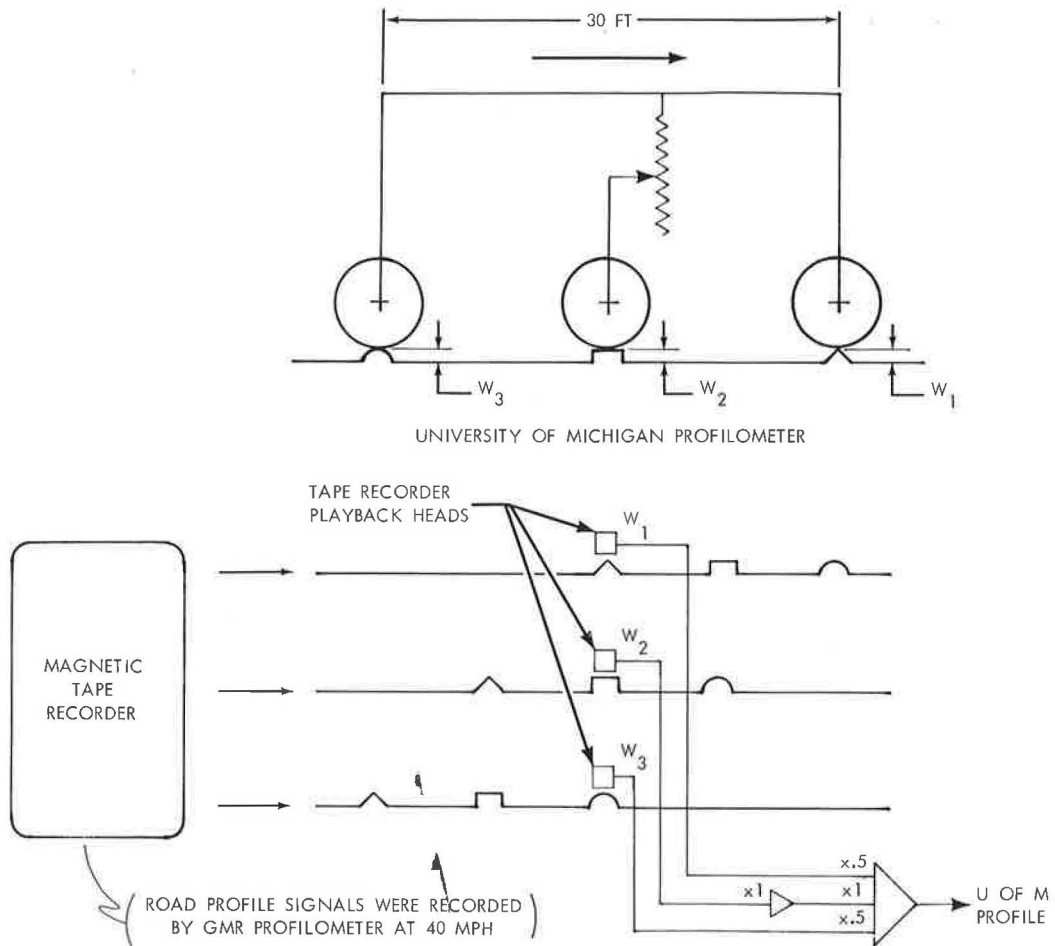 30 FT
W3
W2
W1
UNIVERSITY OF MICHIGAN PROFILOMETER
TAPE RECORDER
PLAYBACK HEADS
W1
W2
MAGNETIC
TAPE
RECORDER
W3
x.5
x1
x1
x.5
U OF M
PROFILE
(ROAD PROFILE SIGNALS WERE RECORDED
BY GMR PROFILOMETER AT 40 MPH)